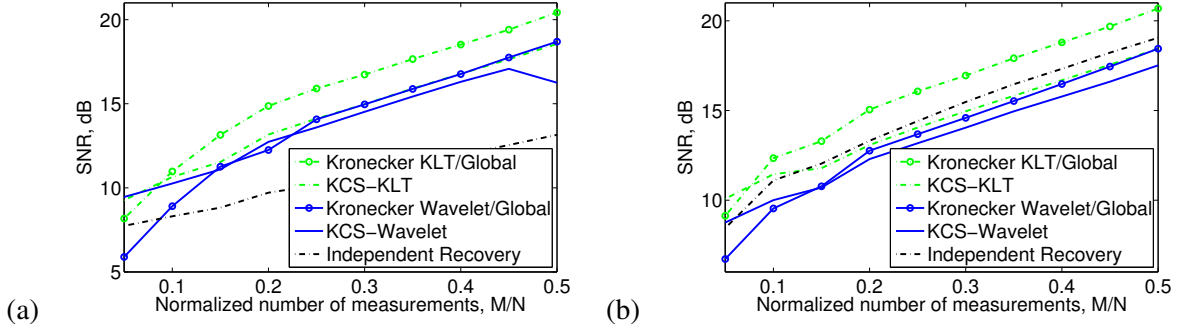 20
15
10
5
SNR, dB
0.1 0.2 0.3 0.4 0.5
Normalized number of measurements, M/N
Kronecker KLT/Global
KCS−KLT
Kronecker Wavelet/Global
KCS−Wavelet
Independent Recovery
(a)
20
15
10
SNR, dB
0.1 0.2 0.3 0.4 0.5
Normalized number of measurements, M/N
Kronecker KLT/Global
KCS−KLT
Kronecker Wavelet/Global
KCS−Wavelet
Independent Recovery
(b)